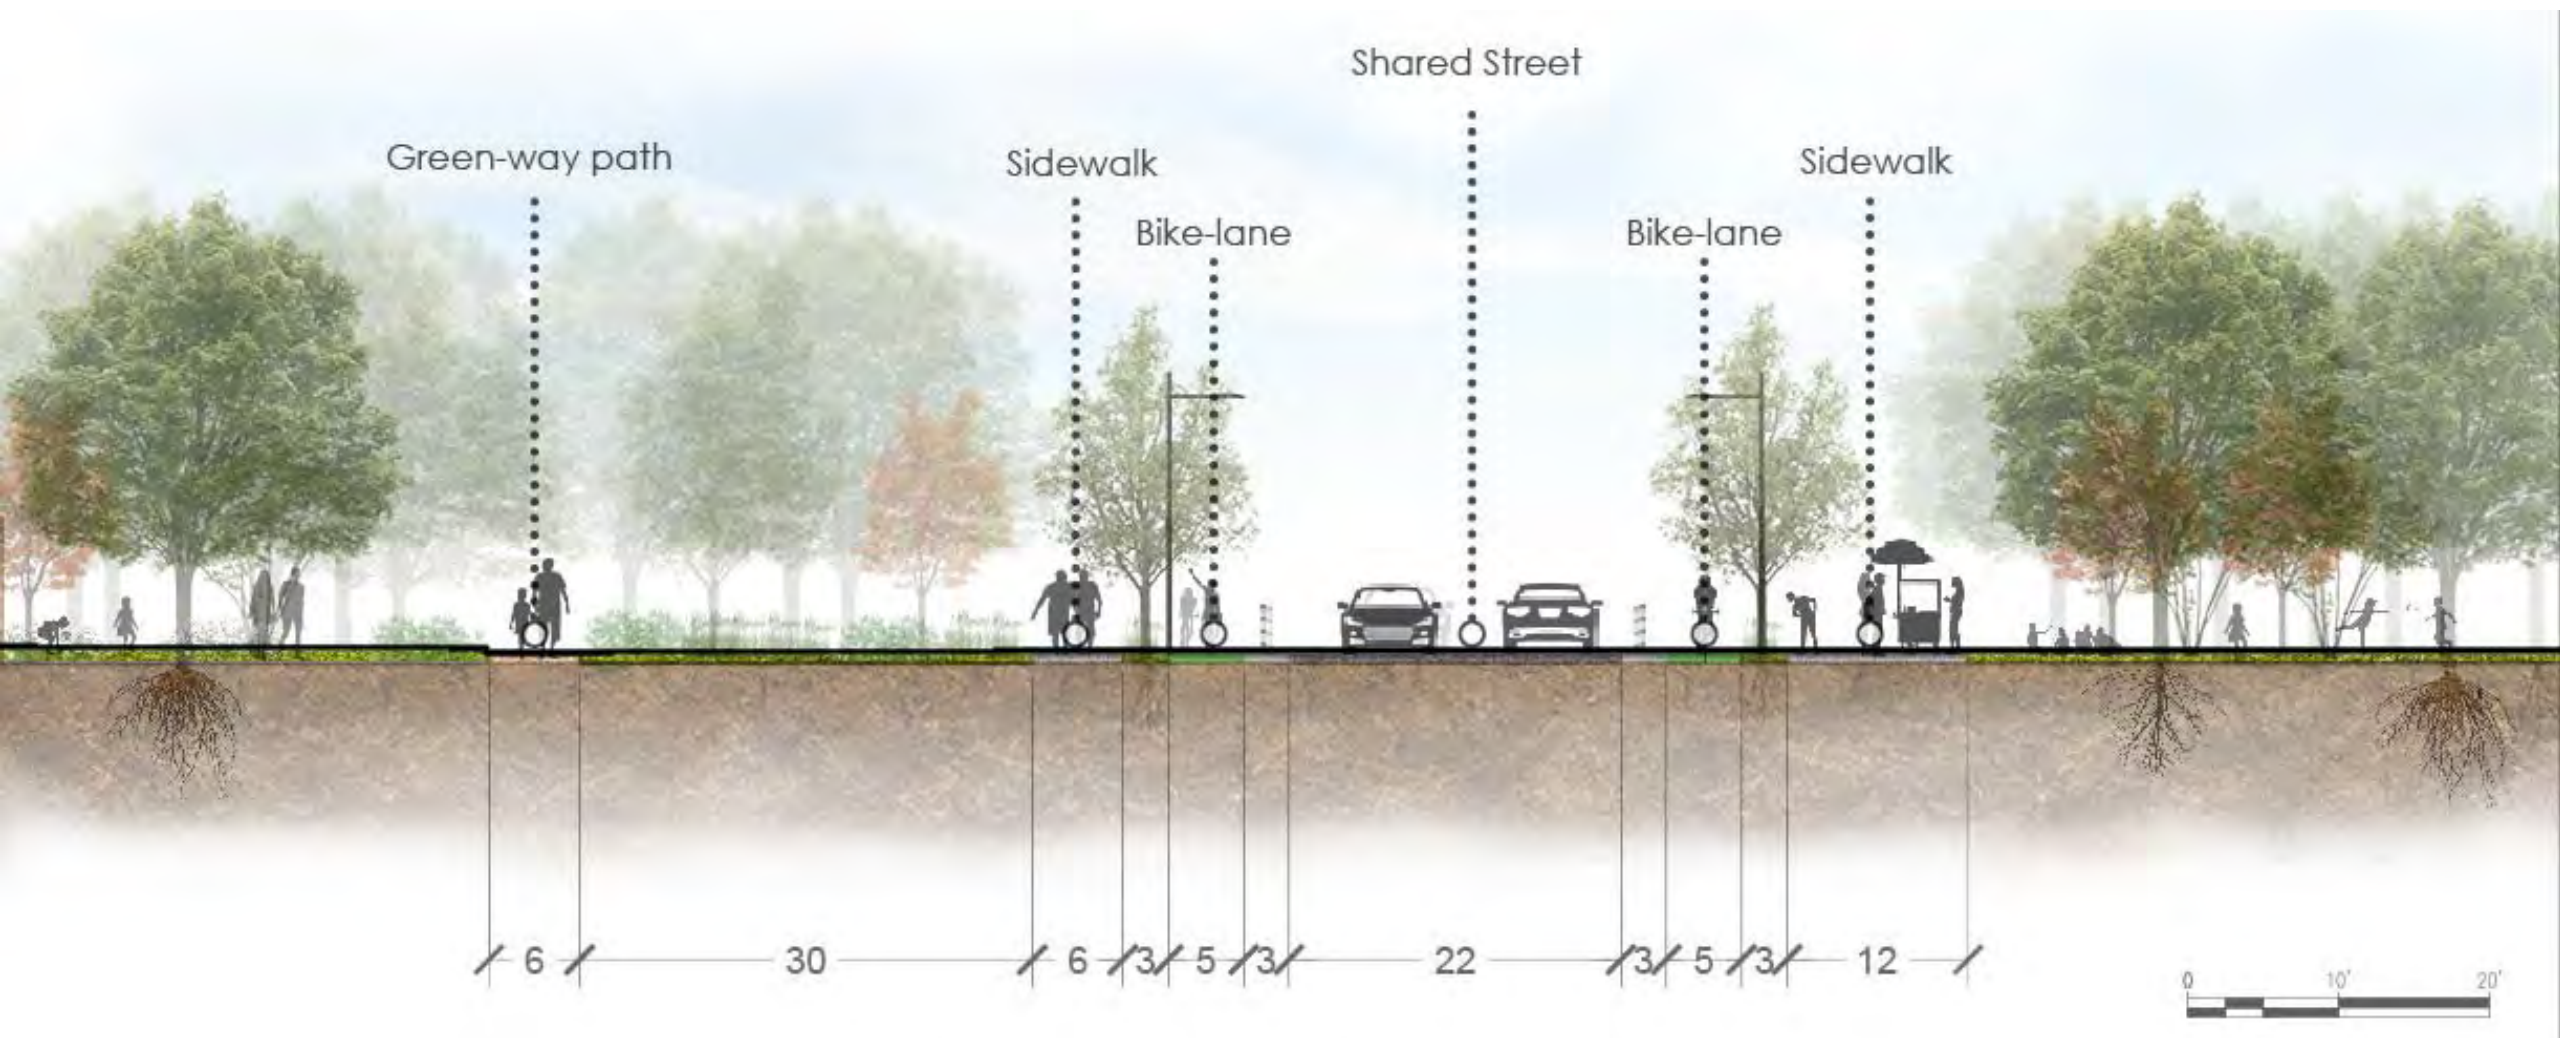 Shared Street
Green-way path
Sidewalk
Sidewalk
Bike-lane
Bike-lane
6 30 6 3 5 3 22 3 5 3 12
0 10' 20'